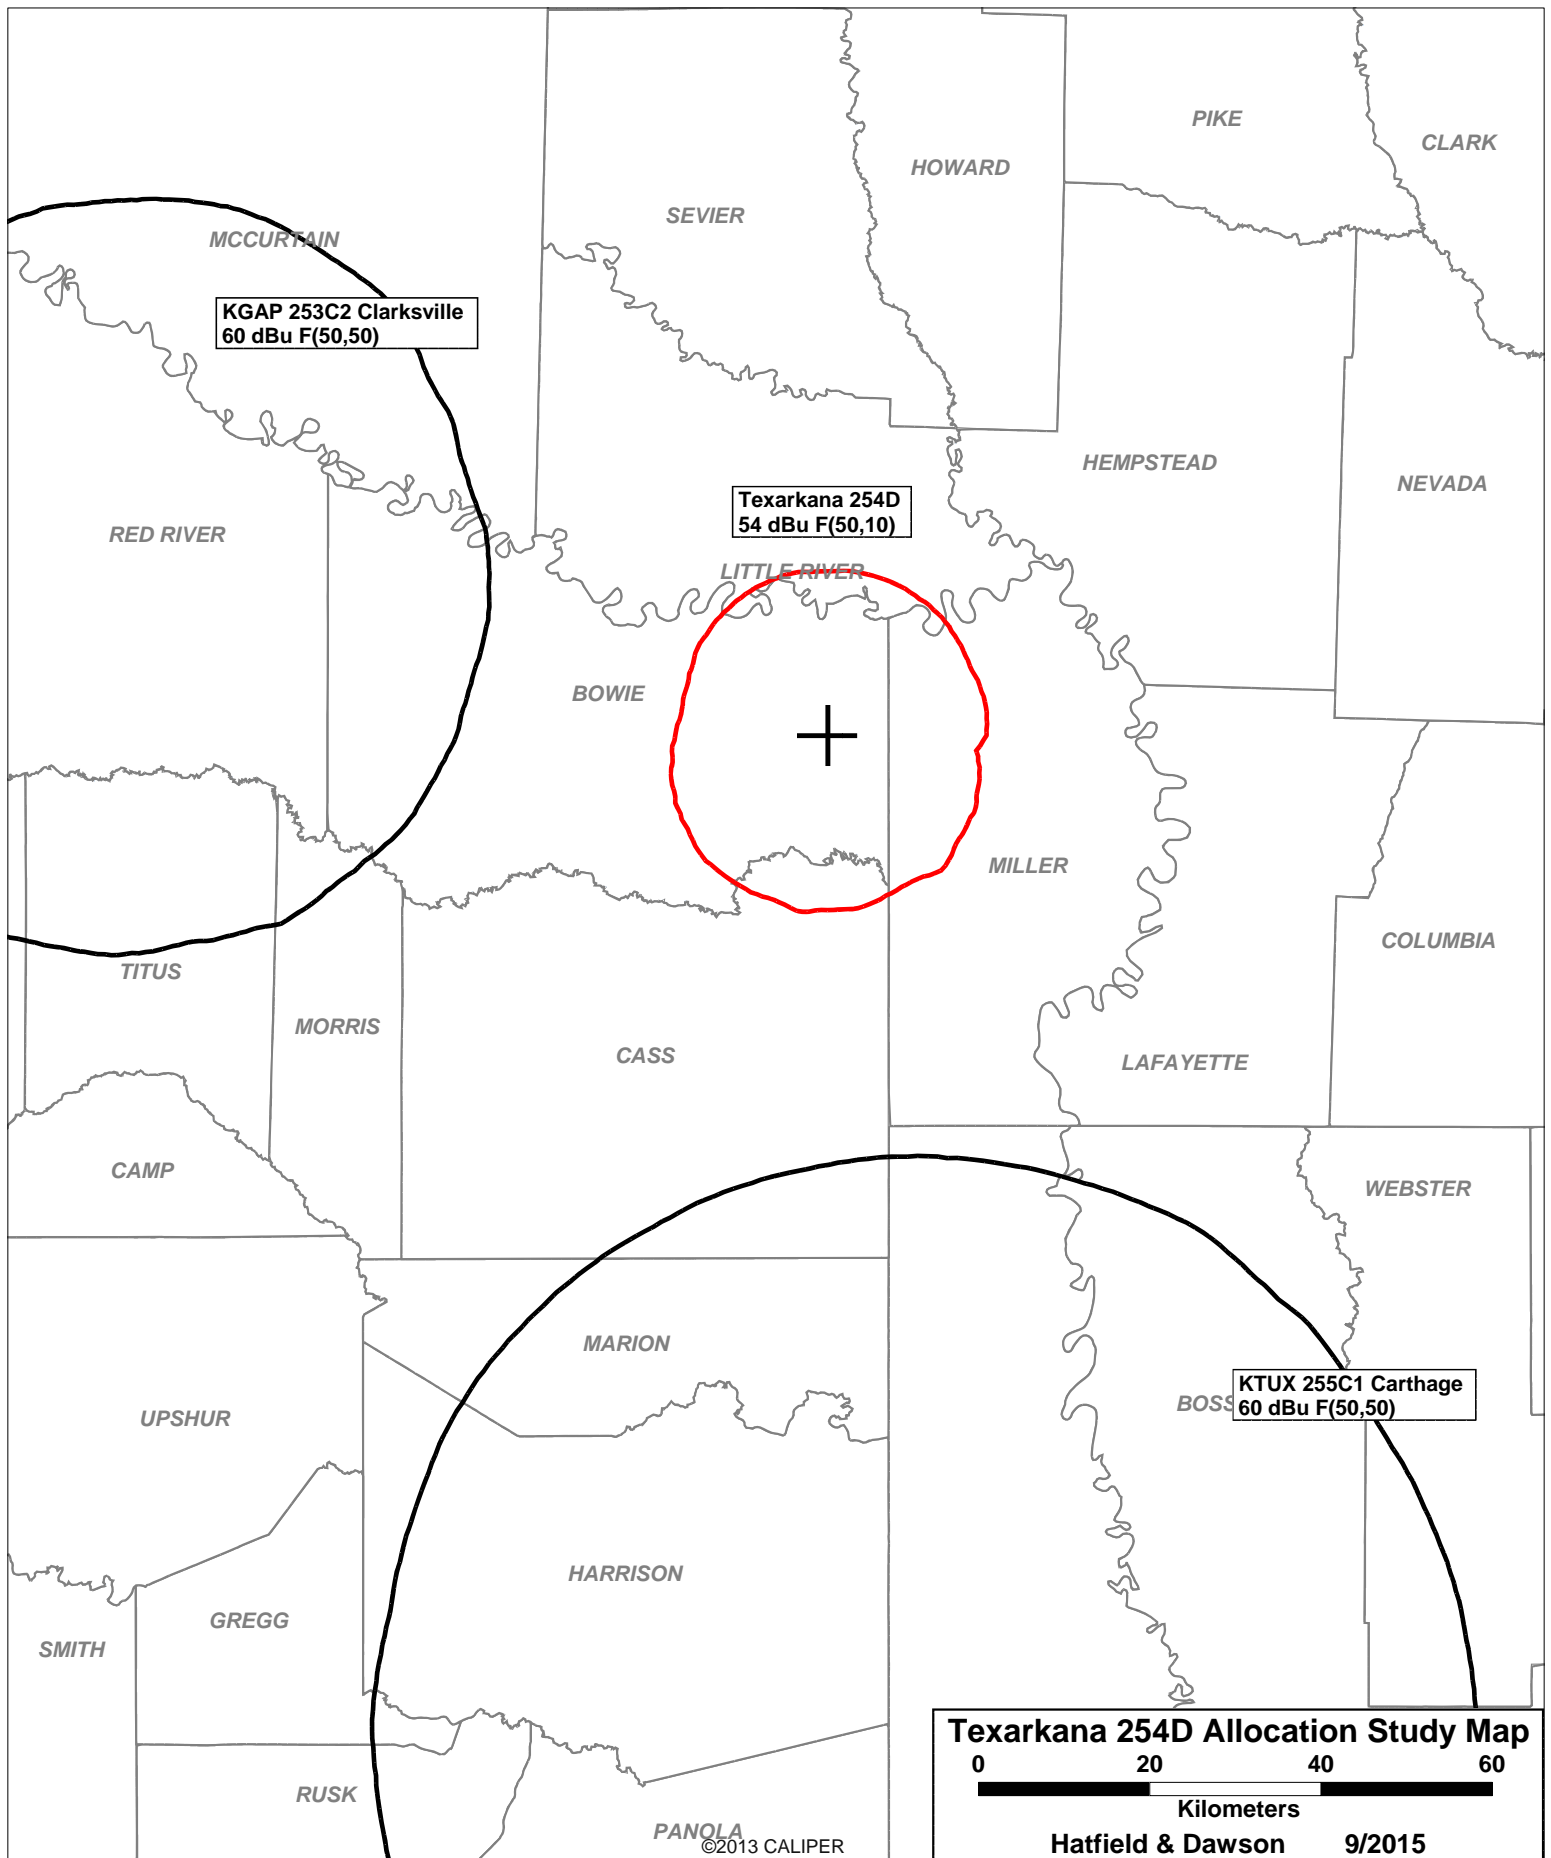 PIKE
CLARK
HOWARD
SEVIER
MCCURTAIN
KGAP 253C2 Clarksville
60 dBu F(50,50)
HEMPSTEAD
NEVADA
Texarkana 254D
54 dBu F(50,10)
RED RIVER
LITTLE RIVER
BOWIE
MILLER
COLUMBIA
TITUS
MORRIS
CASS
LAFAYETTE
CAMP
WEBSTER
MARION
KTUX 255C1 Carthage
60 dBu F(50,50)
BOSS
UPSHUR
HARRISON
GREGG
SMITH
Texarkana 254D Allocation Study Map
0 20 40 60
Kilometers
RUSK
PANOLA
©2013 CALIPER
Hatfield & Dawson 9/2015